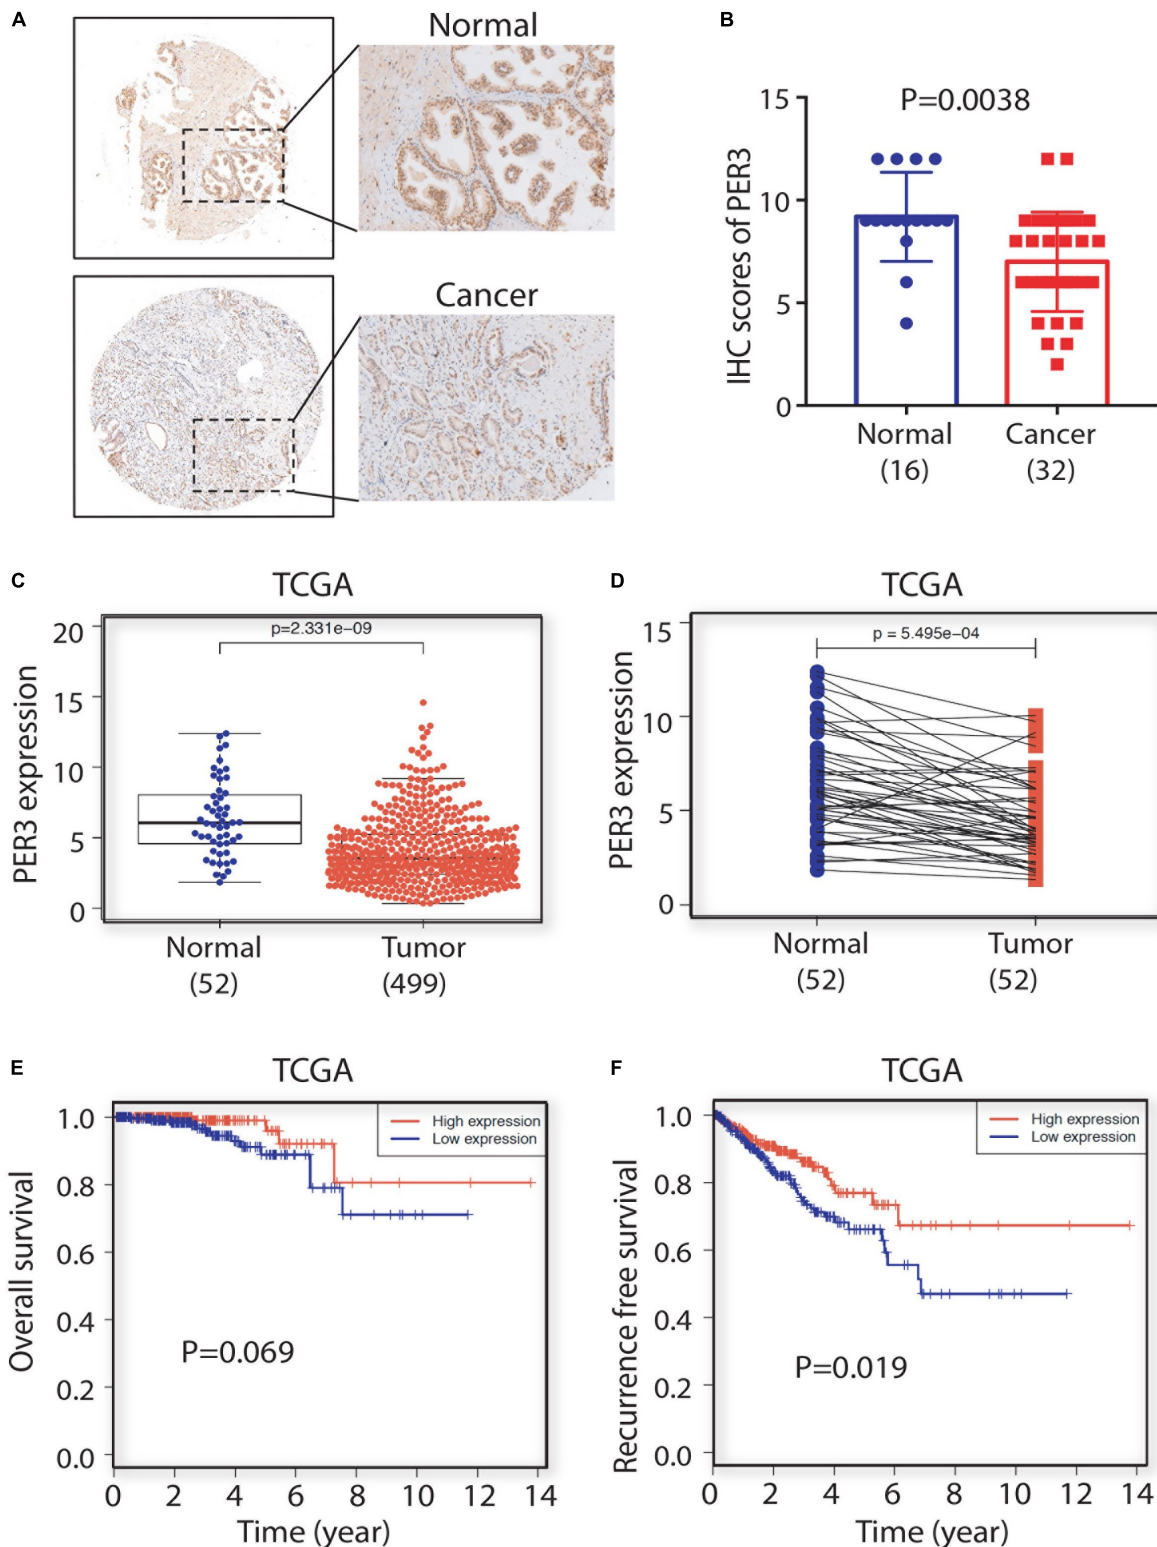 A
Normal
Cancer
B
P=0.0038
IHC scores of PER3
15
10
5
0
Normal
(16)
Cancer
(32)
C
TCGA
p=2.331e−09
PER3 expression
20
15
10
5
0
Normal
(52)
Tumor
(499)
D
TCGA
p = 5.495e−04
PER3 expression
15
10
5
0
Normal
(52)
Tumor
(52)
E
TCGA
High expression
Low expression
Overall survival
1.0
0.8
0.6
0.4
0.2
0.0
P=0.069
0 2 4 6 8 10 12 14
Time (year)
F
TCGA
High expression
Low expression
Recurrence free survival
1.0
0.8
0.6
0.4
0.2
0.0
P=0.019
0 2 4 6 8 10 12 14
Time (year)